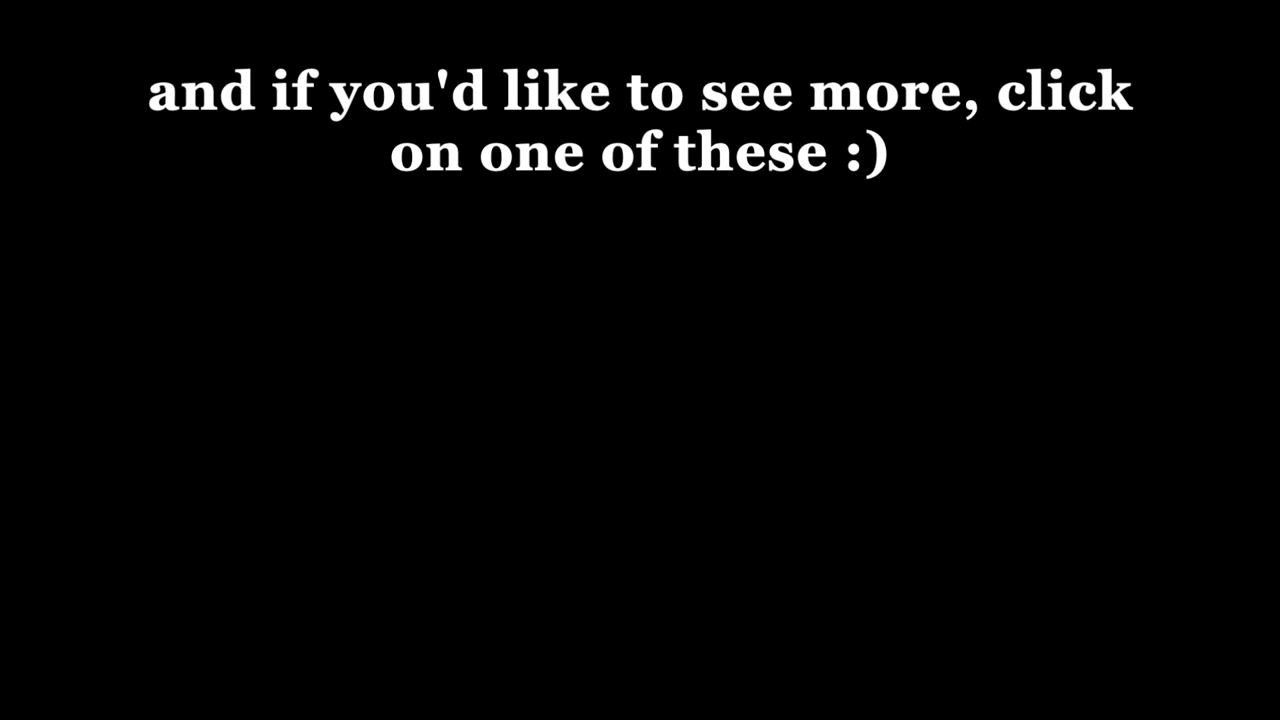 and if you'd like to see more, click
on one of these :)